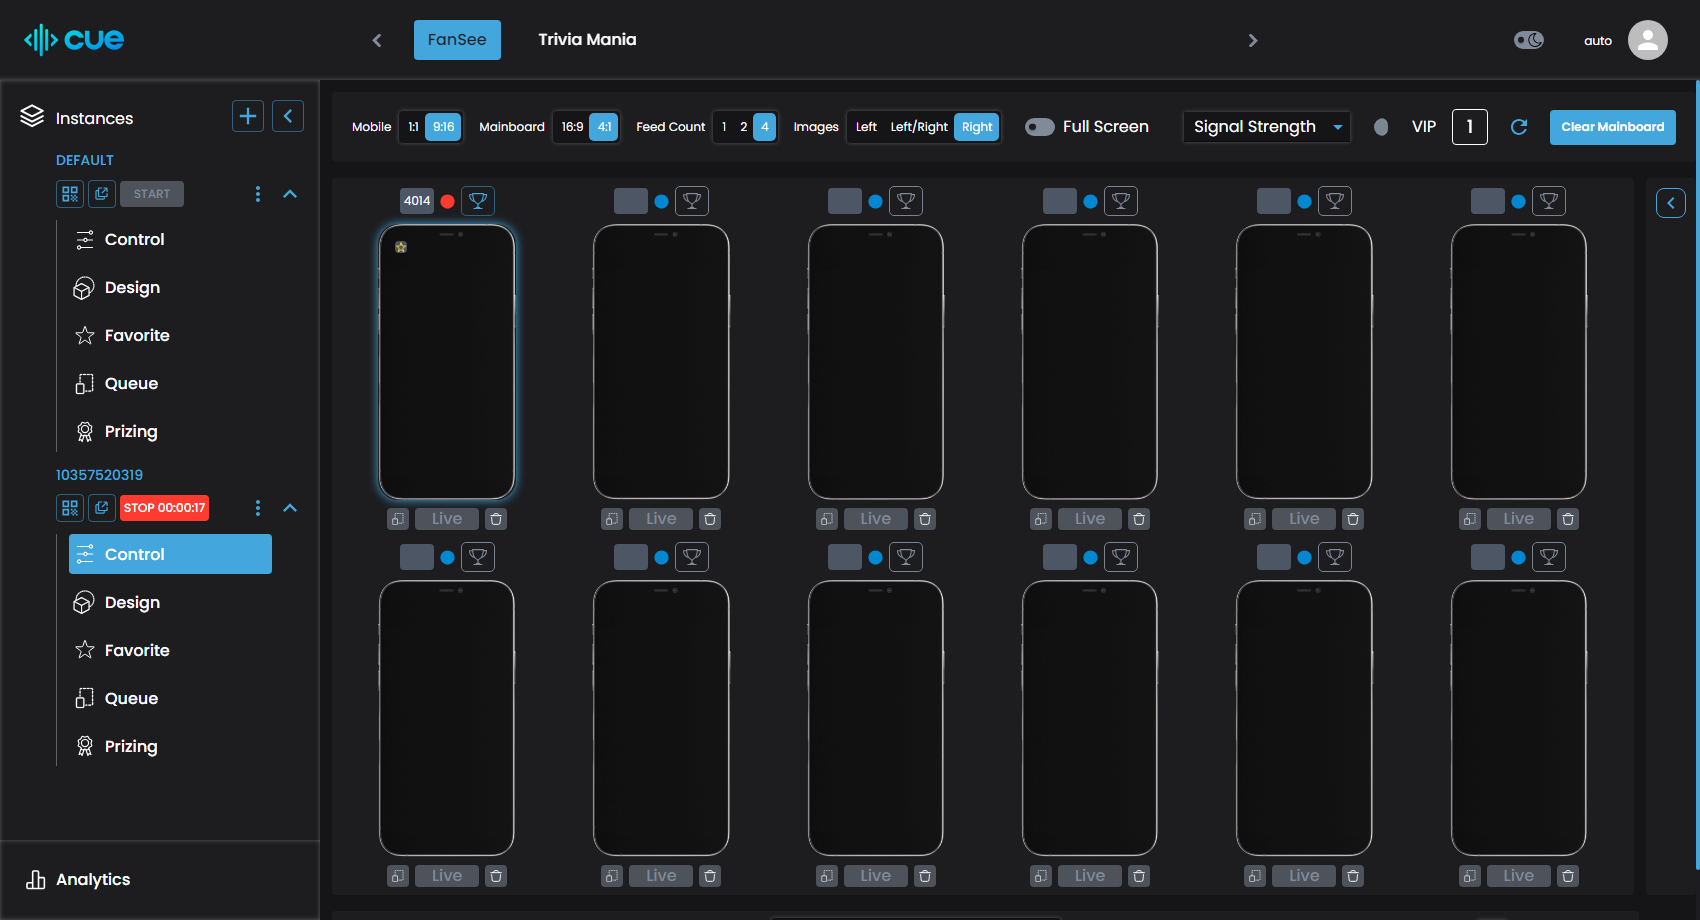 cue
FanSee
Trivia Mania
auto
Instances
DEFAULT
START
Control
Design
Favorite
Queue
Prizing
10357520319
STOP 00:00:17
Control
Design
Favorite
Queue
Prizing
Analytics
Mobile 1:1 9:16 Mainboard 16:9 4:1 Feed Count 1 2 4 Images Left Left/Right Right Full Screen Signal Strength VIP 1 Clear Mainboard
4014
Live Live Live Live Live Live
Live Live Live Live Live Live